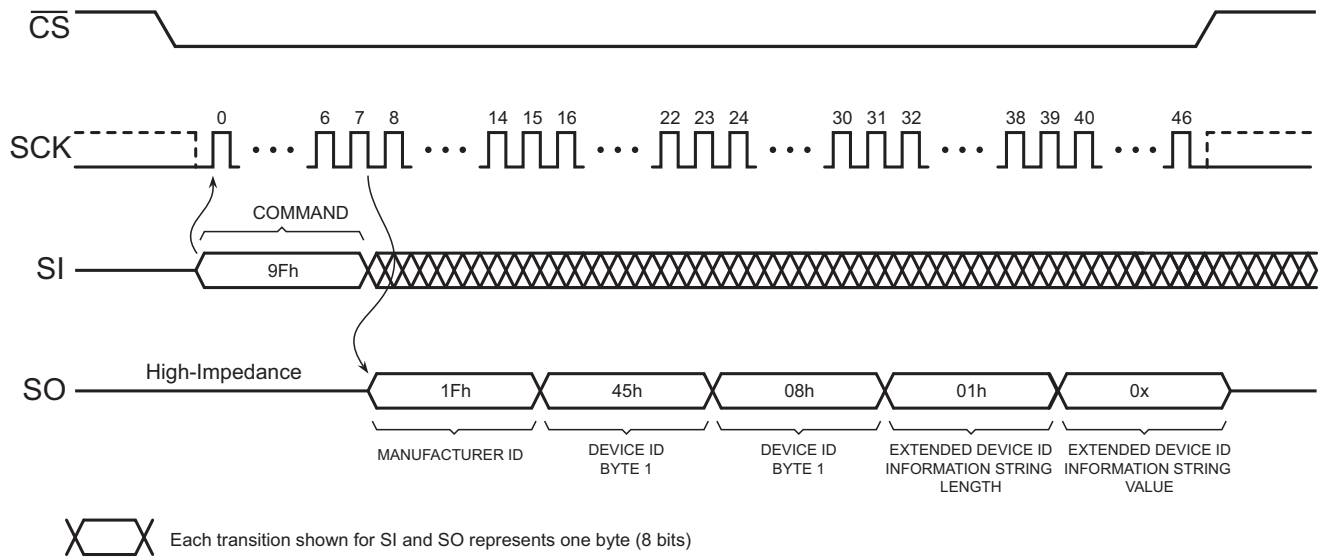 CS
0 6 7 8 14 15 16 22 23 24 30 31 32 38 39 40 46
SCK
COMMAND
SI 9Fh
High-Impedance
SO 1Fh 45h 08h 01h 0x
MANUFACTURER ID
DEVICE ID
BYTE 1
DEVICE ID
BYTE 1
EXTENDED DEVICE ID
INFORMATION STRING
LENGTH
EXTENDED DEVICE ID
INFORMATION STRING
VALUE
Each transition shown for SI and SO represents one byte (8 bits)